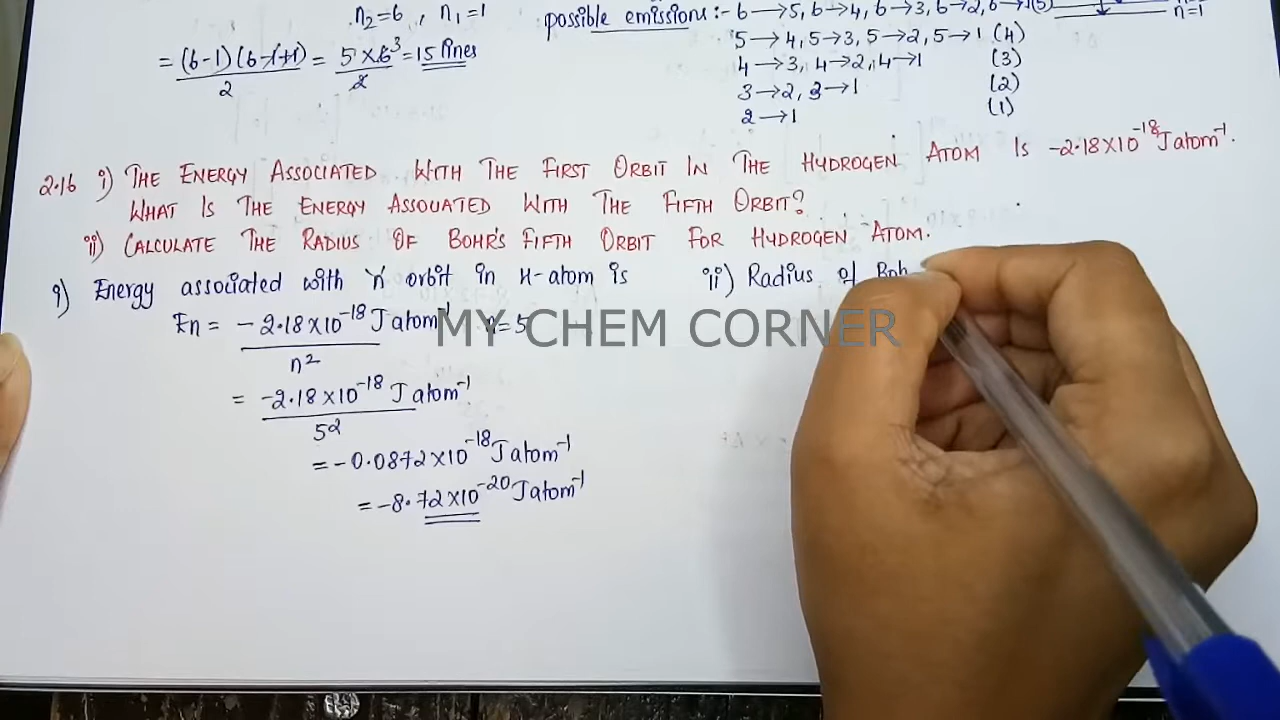 n2=6, n1=1
= (6-1)(6-1+1)/2 = 5×6³/2 = 15 lines
possible emissions:- 6→5, 6→4, 6→3, 6→2, 6→1(5)
n=1
5→4, 5→3, 5→2, 5→1 (4)
4→3, 4→2, 4→1 (3)
3→2, 3→1 (2)
2→1 (1)
2.16 i) THE ENERGY ASSOCIATED WITH THE FIRST ORBIT IN THE HYDROGEN ATOM IS -2.18×10⁻¹⁸J atom⁻¹.
WHAT IS THE ENERGY ASSOCIATED WITH THE FIFTH ORBIT?
ii) CALCULATE THE RADIUS OF BOHR'S FIFTH ORBIT FOR HYDROGEN ATOM.
i) Energy associated with 'n' orbit in H-atom is
En = -2.18×10⁻¹⁸J atom⁻¹ n=5
n²
= -2.18×10⁻¹⁸ J atom⁻¹
5²
= -0.0872×10⁻¹⁸J atom⁻¹
= -8.72×10⁻²⁰J atom⁻¹
ii) Radius of Boh
MY CHEM CORNER